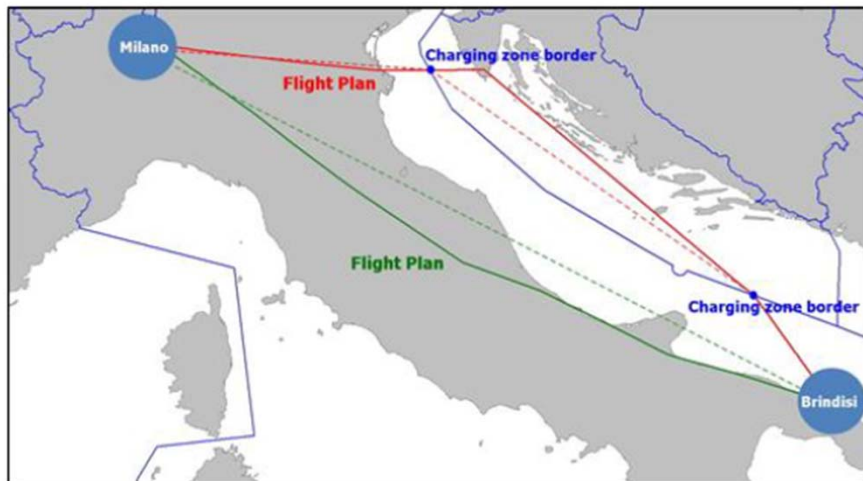 Milano
Charging zone border
Flight Plan
Flight Plan
Charging zone border
Brindisi